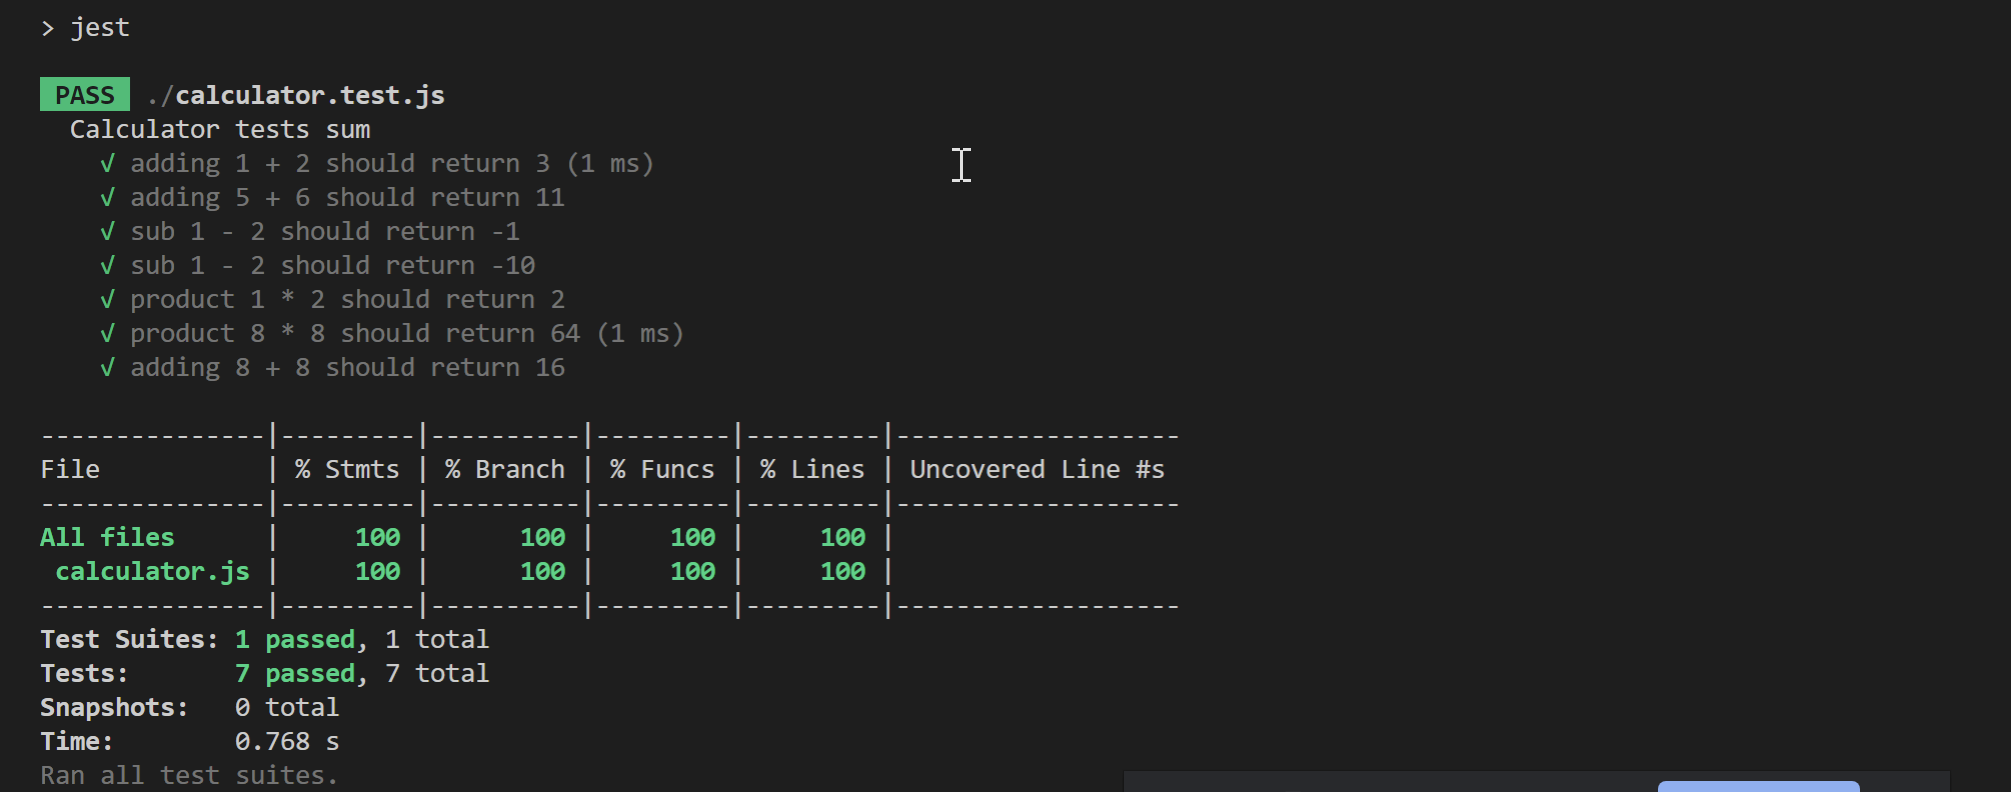 > jest
PASS ./calculator.test.js
Calculator tests sum
√ adding 1 + 2 should return 3 (1 ms)
√ adding 5 + 6 should return 11
√ sub 1 - 2 should return -1
√ sub 1 - 2 should return -10
√ product 1 * 2 should return 2
√ product 8 * 8 should return 64 (1 ms)
√ adding 8 + 8 should return 16
---------------|---------|----------|---------|---------|-------------------
File           | % Stmts | % Branch | % Funcs | % Lines | Uncovered Line #s
---------------|---------|----------|---------|---------|-------------------
All files      |     100 |      100 |     100 |     100 |
 calculator.js |     100 |      100 |     100 |     100 |
---------------|---------|----------|---------|---------|-------------------
Test Suites: 1 passed, 1 total
Tests:       7 passed, 7 total
Snapshots:   0 total
Time:        0.768 s
Ran all test suites.